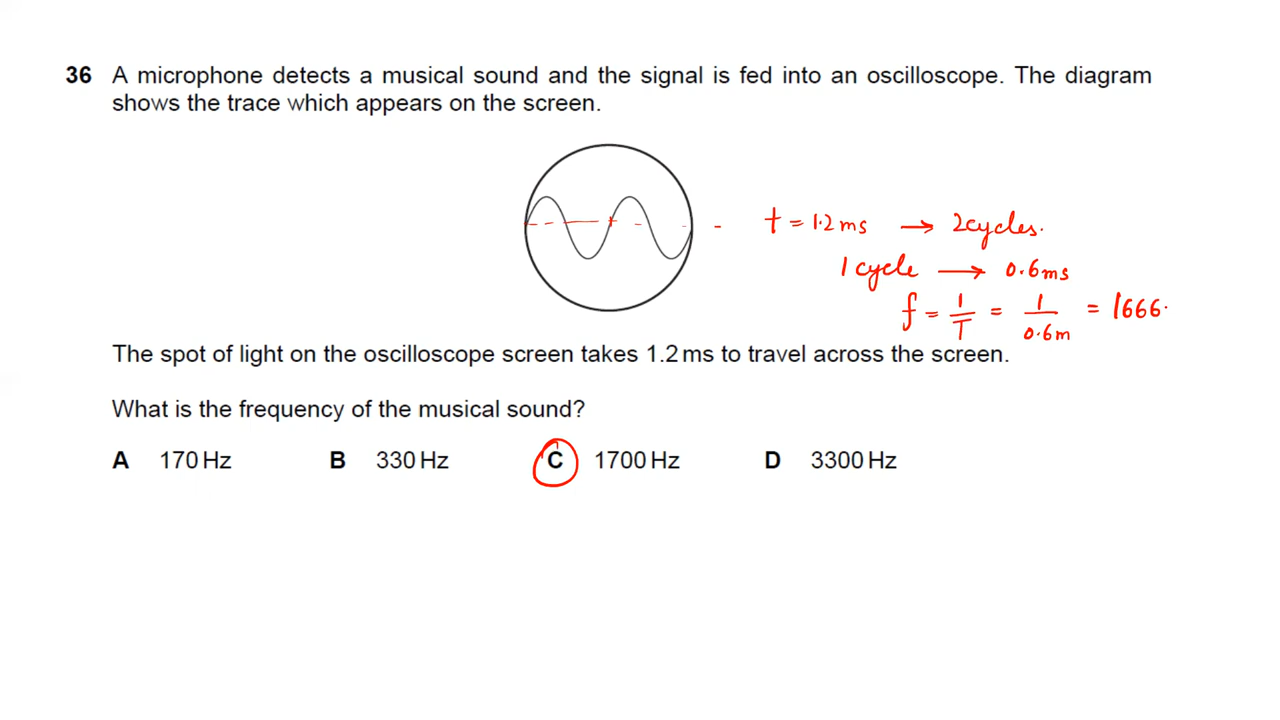 36 A microphone detects a musical sound and the signal is fed into an oscilloscope. The diagram
shows the trace which appears on the screen.
t = 1.2 ms → 2 cycles.
1 cycle → 0.6 ms
f = 1/T = 1/0.6m = 1666.
The spot of light on the oscilloscope screen takes 1.2 ms to travel across the screen.
What is the frequency of the musical sound?
A 170 Hz B 330 Hz C 1700 Hz D 3300 Hz